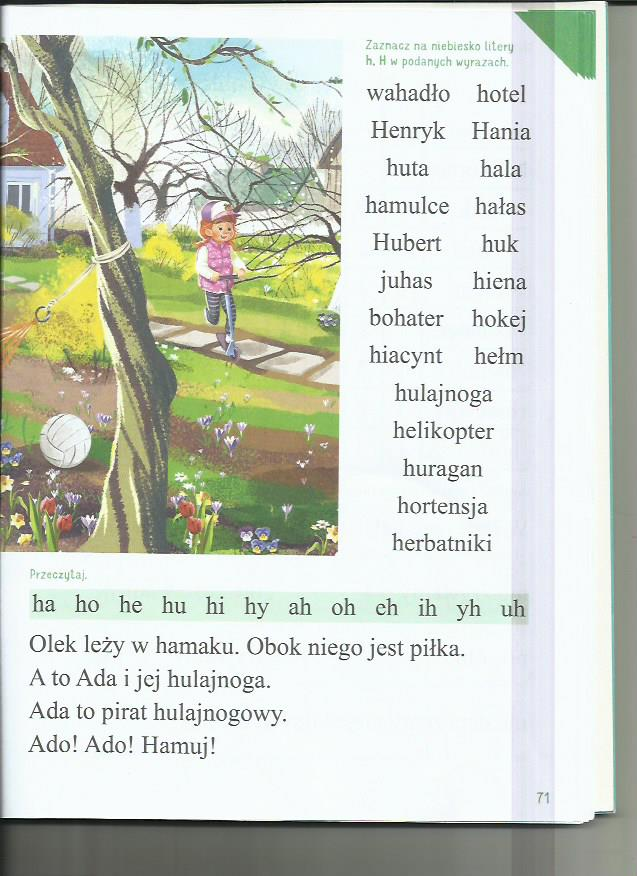 Zaznacz na niebiesko litery
h, H w podanych wyrazach.
wahadło hotel
Henryk Hania
huta hala
hamulce hałas
Hubert huk
juhas hiena
bohater hokej
hiacynt hełm
hulajnoga
helikopter
huragan
hortensja
herbatniki
Przeczytaj.
ha ho he hu hi hy ah oh eh ih yh uh
Olek leży w hamaku. Obok niego jest piłka.
A to Ada i jej hulajnoga.
Ada to pirat hulajnogowy.
Ado! Ado! Hamuj!
71